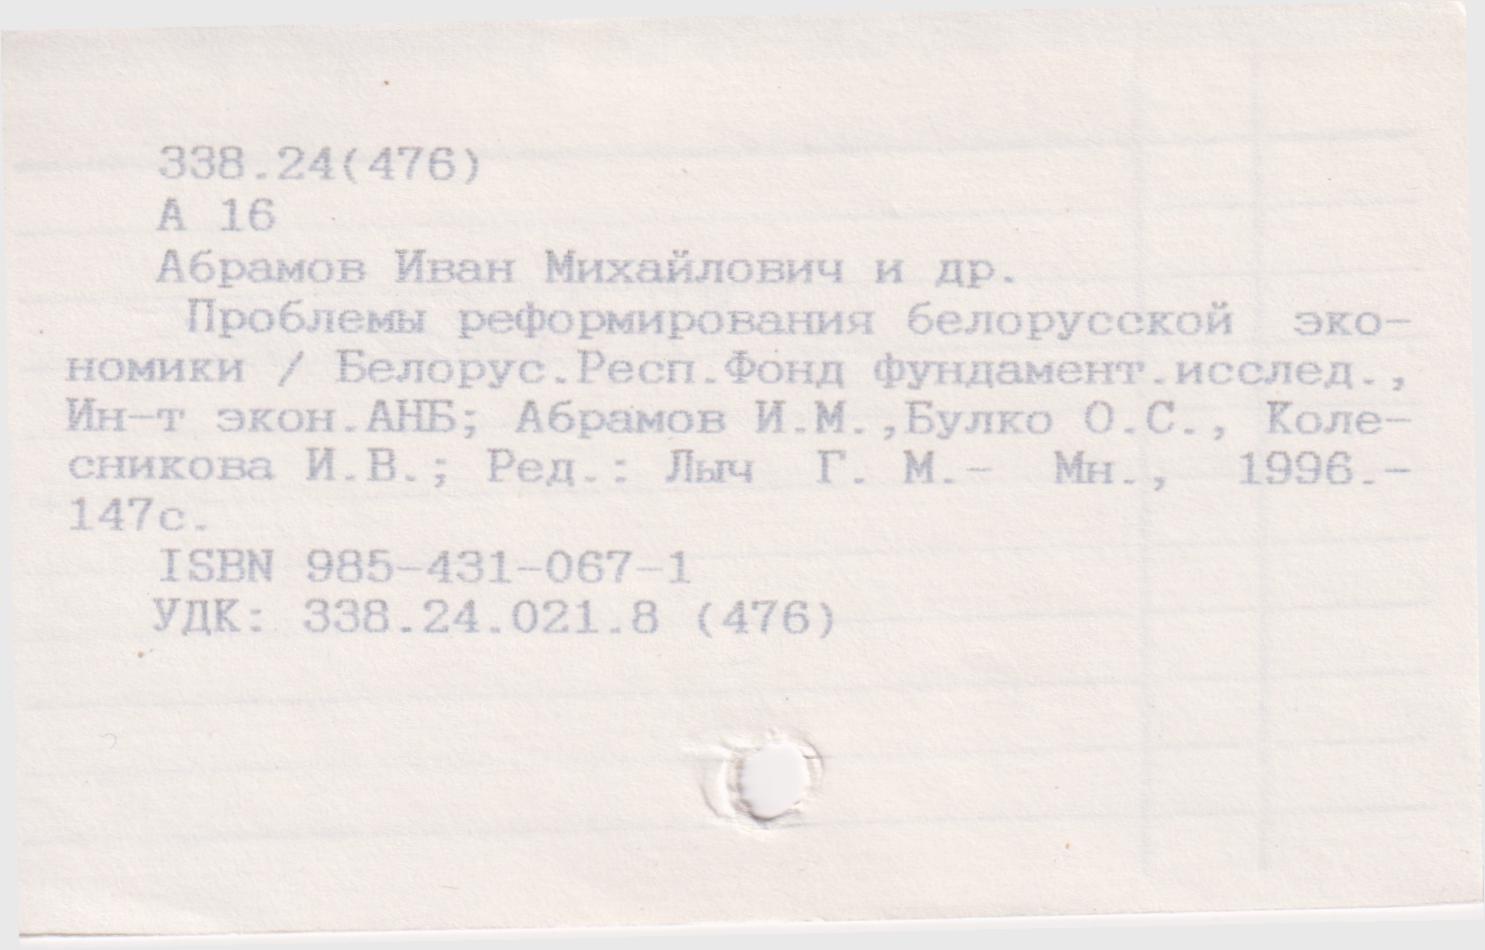 338.24(476)
А 16
Абрамов Иван Михайлович и др.
Проблемы реформирования белорусской эко-
номики / Белорус.Респ.Фонд фундамент.исслед.,
Ин-т экон.АНБ; Абрамов И.М.,Булко О.С., Коле-
сникова И.В.; Ред.: Лыч Г. М.- Мн., 1996.-
147с.
ISBN 985-431-067-1
УДК: 338.24.021.8 (476)